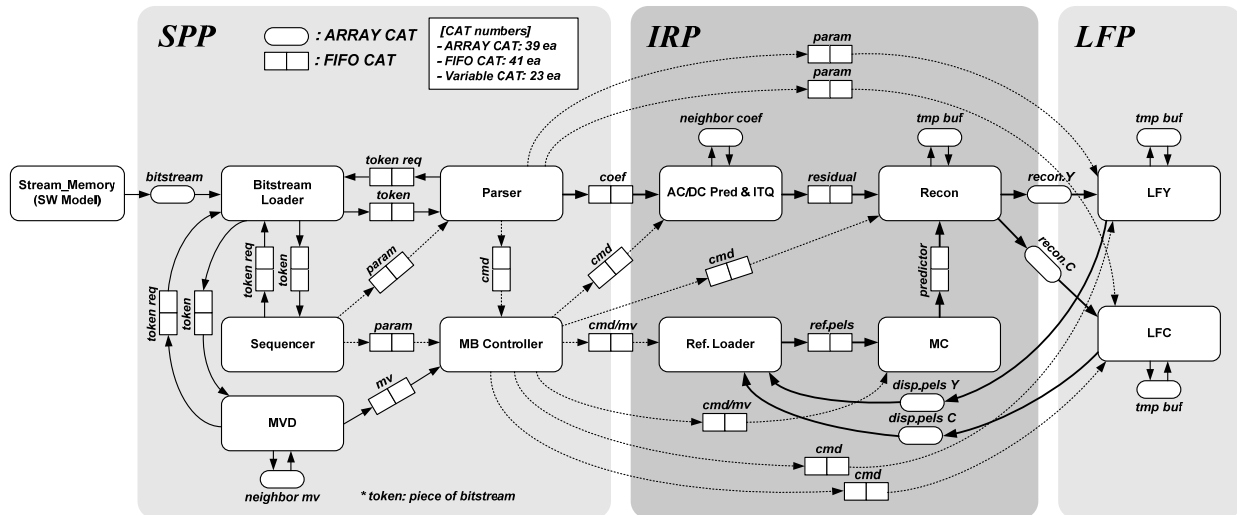 SPP
IRP
LFP
: ARRAY CAT
: FIFO CAT
[CAT numbers]
- ARRAY CAT: 39 ea
- FIFO CAT: 41 ea
- Variable CAT: 23 ea
param
param
neighbor coef
tmp buf
tmp buf
Stream_Memory
(SW Model)
bitstream
Bitstream
Loader
token req
token
Parser
coef
AC/DC Pred & ITQ
residual
Recon
recon.Y
LFY
token req
token
param
cmd
cmd
cmd
predictor
recon.C
token req
token
Sequencer
param
MB Controller
cmd/mv
Ref. Loader
ref.pels
MC
LFC
mv
disp.pels Y
MVD
cmd/mv
disp.pels C
tmp buf
cmd
cmd
neighbor mv
* token: piece of bitstream